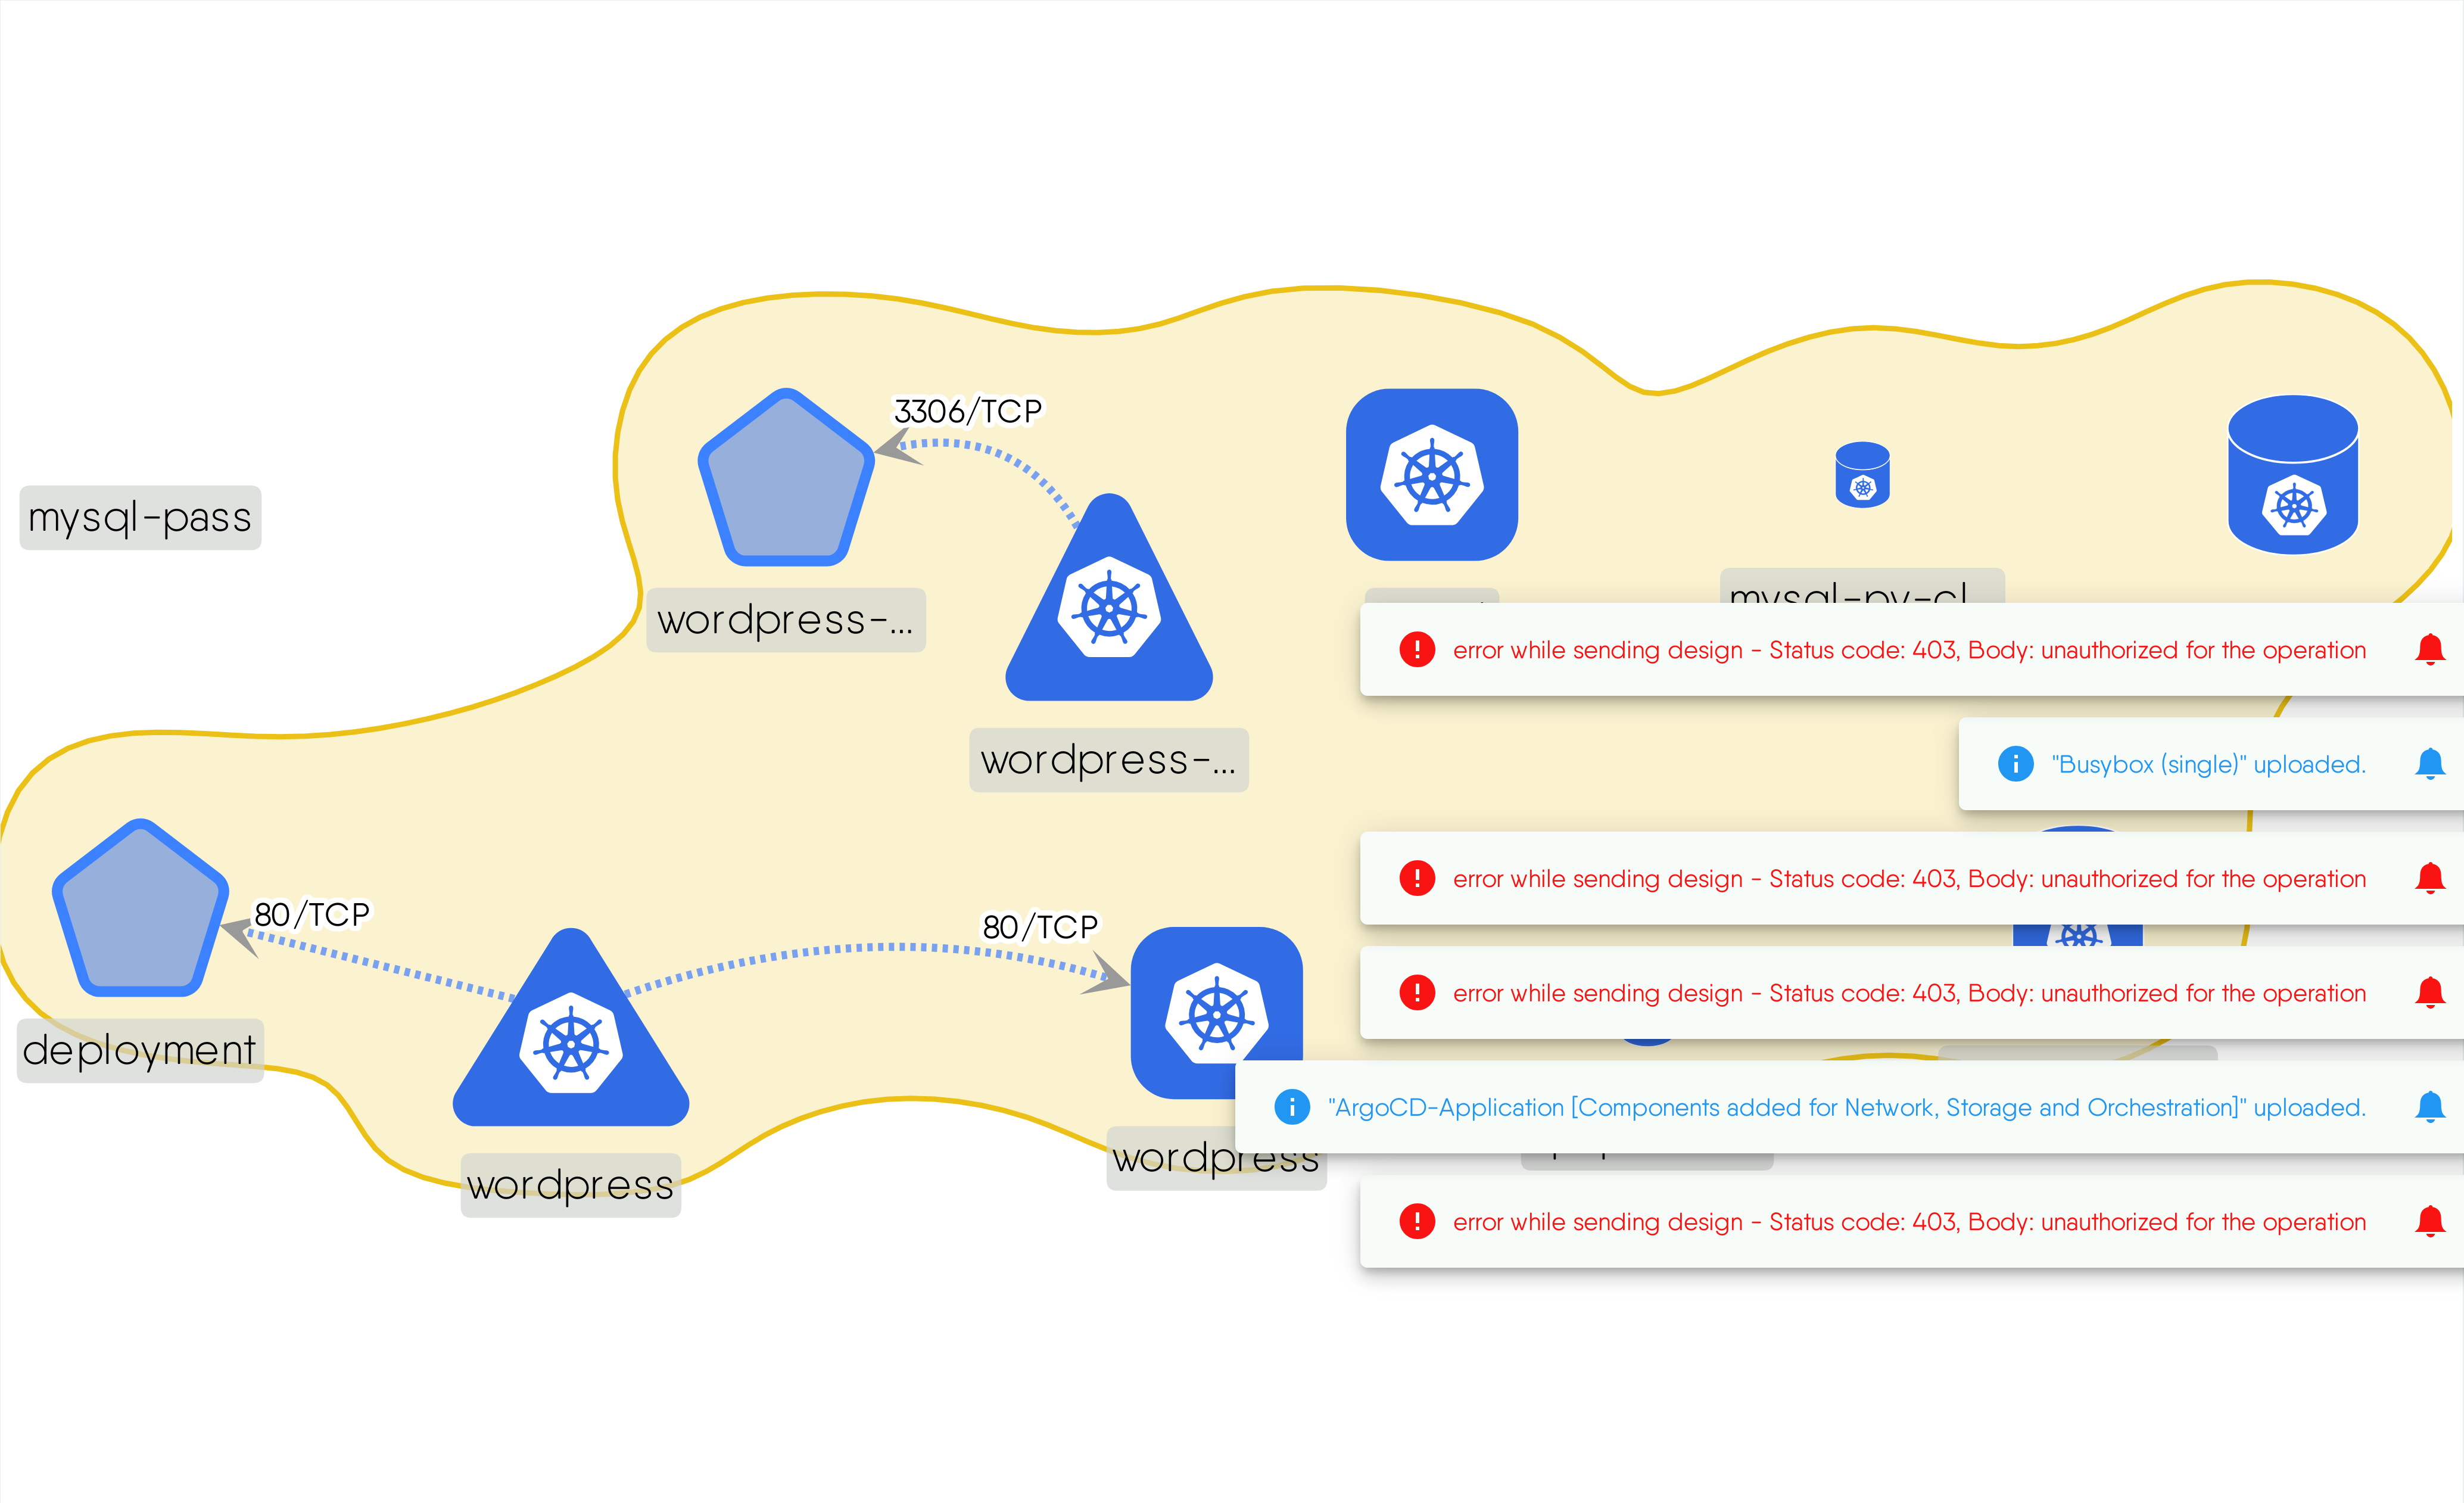 3306/TCP
mysql-pass
wordpress-...
mysql-pv-cl...
error while sending design - Status code: 403, Body: unauthorized for the operation
wordpress-...
"Busybox (single)" uploaded.
error while sending design - Status code: 403, Body: unauthorized for the operation
80/TCP
80/TCP
error while sending design - Status code: 403, Body: unauthorized for the operation
deployment
"ArgoCD-Application [Components added for Network, Storage and Orchestration]" uploaded.
wordpress
wordpress
error while sending design - Status code: 403, Body: unauthorized for the operation